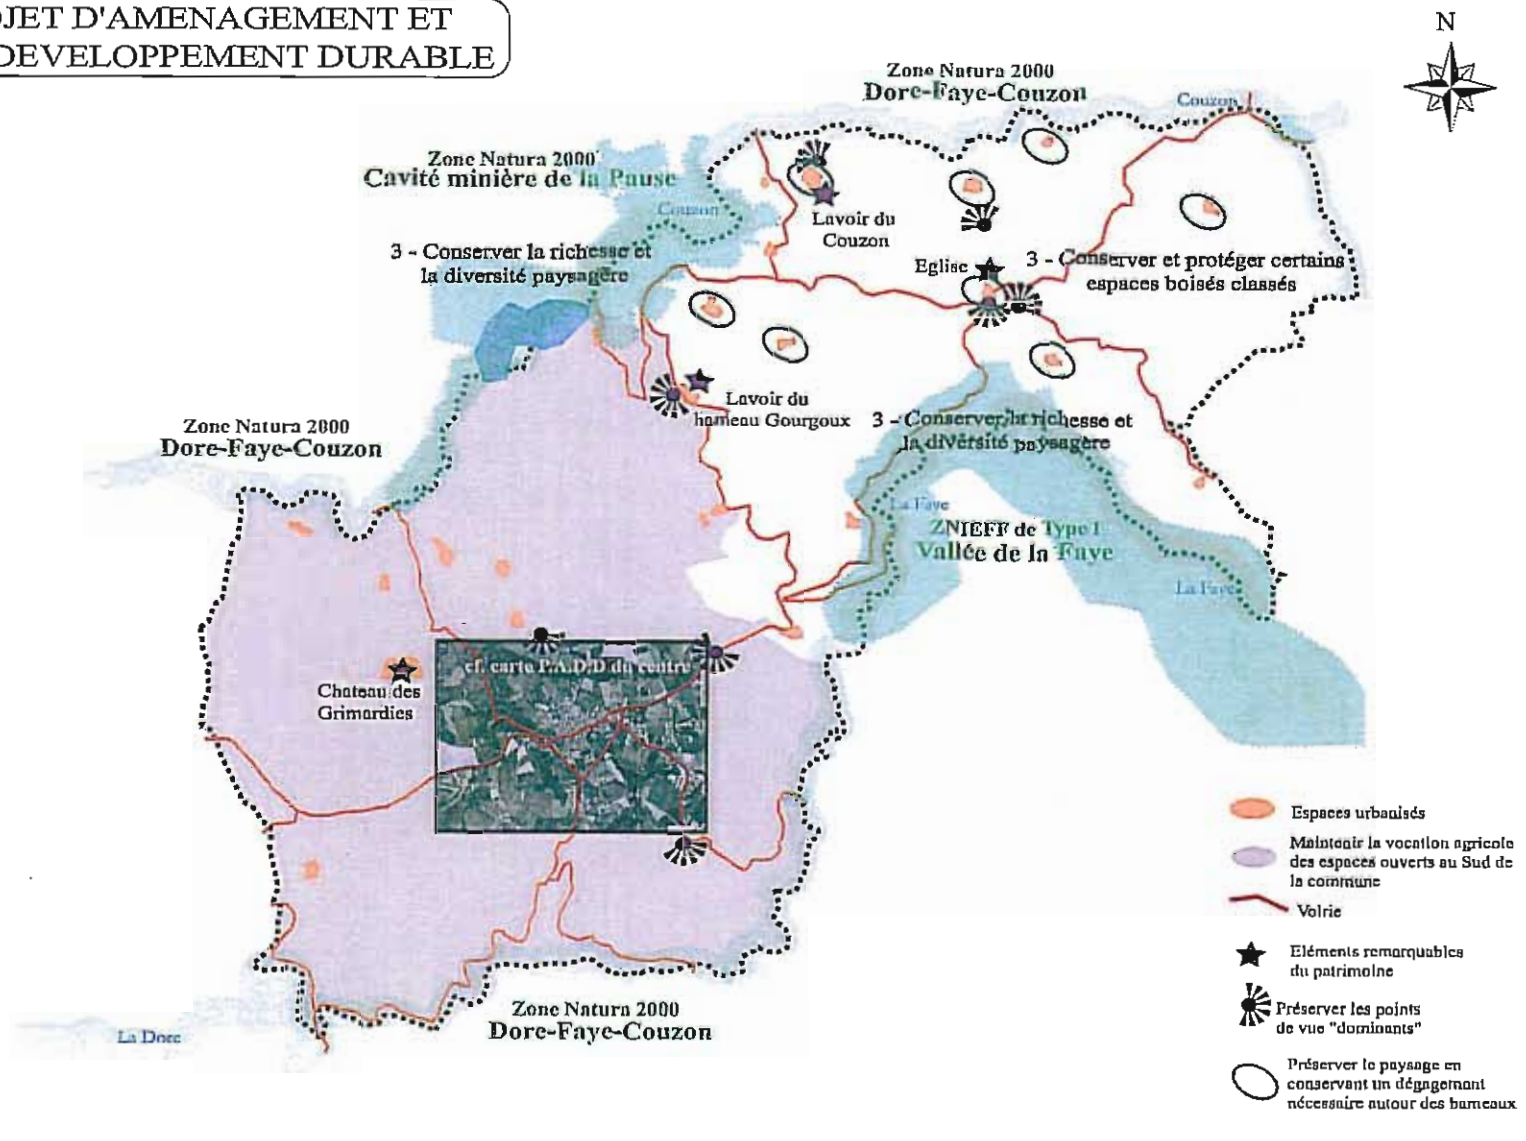 JET D'AMENAGEMENT ET
DEVELOPPEMENT DURABLE
N
Zone Natura 2000
Dore-Faye-Couzon
Couzon
Zone Natura 2000
Cavité minière de la Pause
Couzon
3 - Conserver la richesse et
la diversité paysagère
Lavoir du
Couzon
Eglise
3 - Conserver et protéger certains
espaces boisés classés
Lavoir du
hameau Gourgoux
3 - Conserver la richesse et
la diversité paysagère
Zone Natura 2000
Dore-Faye-Couzon
La Faye
ZNIEFF de Type I
Vallée de la Faye
La Faye
cf. carte P.A.D.D du centre
Chateau des
Grimardies
Espaces urbanisés
Maintenir la vocation agricole
des espaces ouverts au Sud de
la commune
Voirie
Eléments remarquables
du patrimoine
Préserver les points
de vue "dominants"
Préserver le paysage en
conservant un dégagement
nécessaire autour des hameaux
Zone Natura 2000
Dore-Faye-Couzon
La Dore